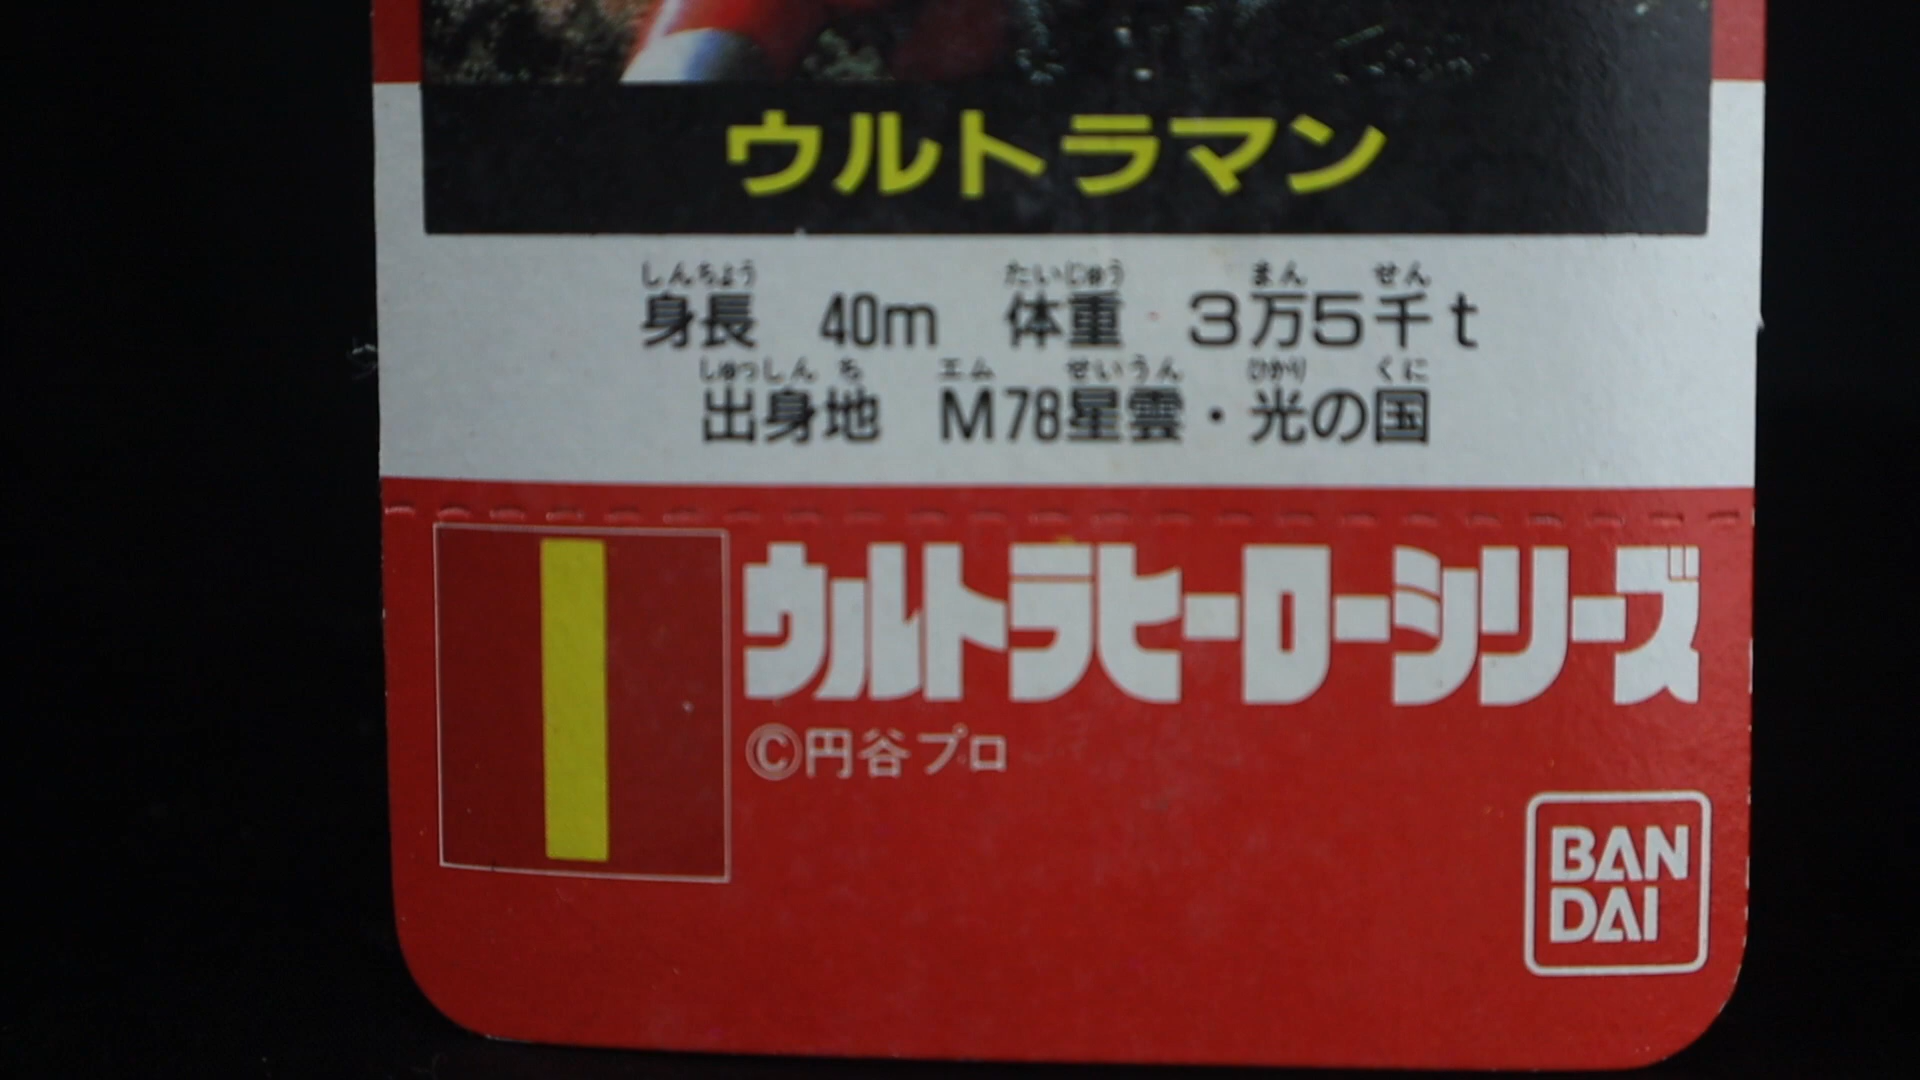 ウルトラマン
しんちょう たいじゅう まん せん
身長 40m 体重 3万5千t
しゅっしん ち エム せいうん ひかり くに
出身地 M78星雲・光の国
1 ウルトラヒーローシリーズ
©円谷プロ
BAN
DAI